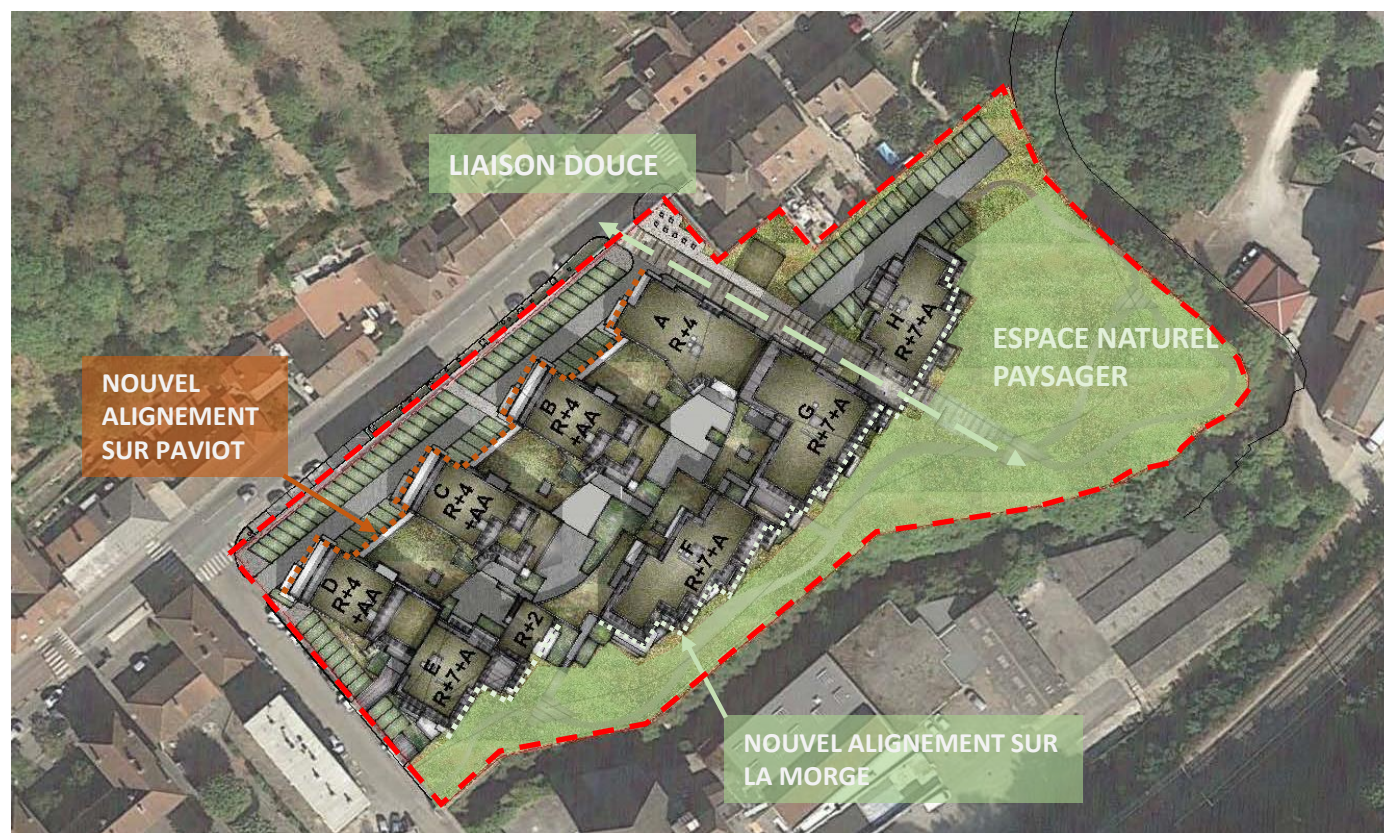 LIAISON DOUCE
ESPACE NATUREL
PAYSAGER
NOUVEL
ALIGNEMENT
SUR PAVIOT
A
R+4
B
R+4
+AA
C
R+4
+AA
D
R+4
+AA
E
R+7+A
R+2
F
R+7+A
G
R+7+A
H
R+7+A
NOUVEL ALIGNEMENT SUR
LA MORGE